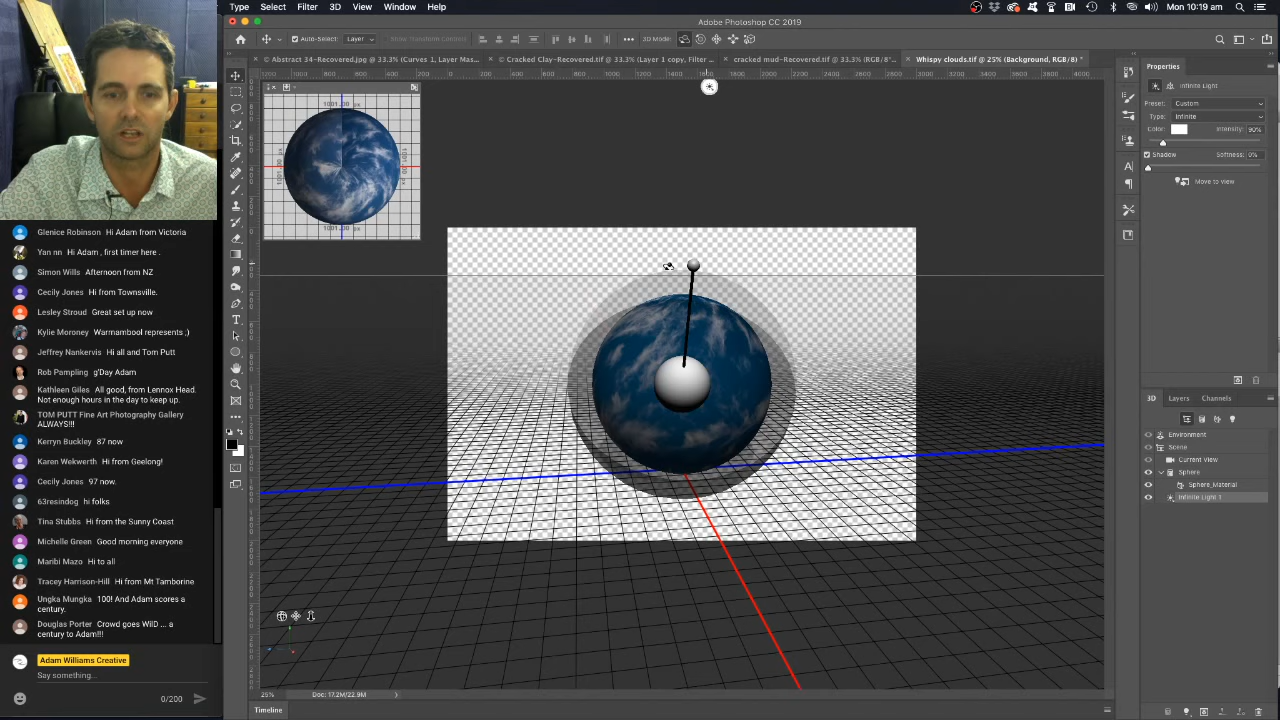 Type Select Filter 3D View Window Help
Mon 10:19 am
Adobe Photoshop CC 2019
Auto-Select: Layer Show Transform Controls 3D Mode:
Abstract 34-Recovered.jpg @ 33.3% (Curves 1, Layer Mas...
Cracked Clay-Recovered.tif @ 33.3% (Layer 1 copy, Filter ...
cracked mud-Recovered.tif @ 33.3% (RGB/8*...
Whispy clouds.tif @ 25% (Background, RGB/8) *
Glenice Robinson Hi Adam from Victoria
Yan nn Hi Adam , first timer here .
Simon Wills Afternoon from NZ
Cecily Jones Hi from Townsville.
Lesley Stroud Great set up now
Kylie Moroney Warrnambool represents ;)
Jeffrey Nankervis Hi all and Tom Putt
Rob Pampling g'Day Adam
Kathleen Giles All good, from Lennox Head.
Not enough hours in the day to keep up.
TOM PUTT Fine Art Photography Gallery
ALWAYS!!!
Kerryn Buckley 87 now
Karen Wekwerth Hi from Geelong!
Cecily Jones 97 now.
63resindog hi folks
Tina Stubbs Hi from the Sunny Coast
Michelle Green Good morning everyone
Maribi Mazo Hi to all
Tracey Harrison-Hill Hi from Mt Tamborine
Ungka Mungka 100! And Adam scores a
century.
Douglas Porter Crowd goes WilD ... a
century to Adam!!!
Adam Williams Creative
Say something...
0/200
Properties
Infinite Light
Preset: Custom
Type: Infinite
Color: Intensity: 90%
Shadow Softness: 0%
Move to view
3D Layers Channels
Environment
Scene
Current View
Sphere
Sphere_Material
Infinite Light 1
25% Doc: 17.2M/22.9M
Timeline